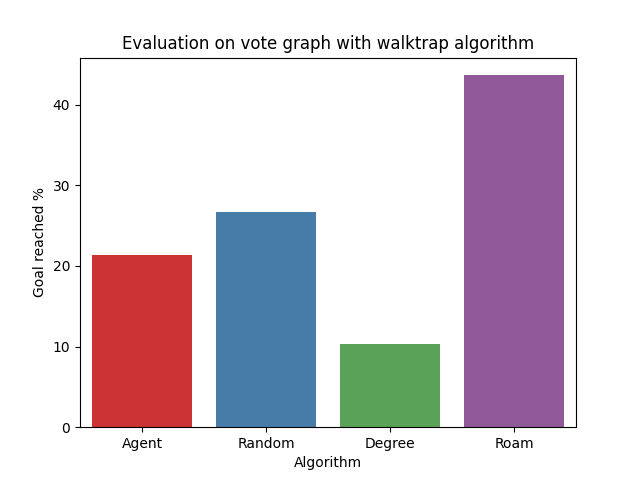 Evaluation on vote graph with walktrap algorithm
Goal reached %
40
30
20
10
0
Agent Random Degree Roam
Algorithm